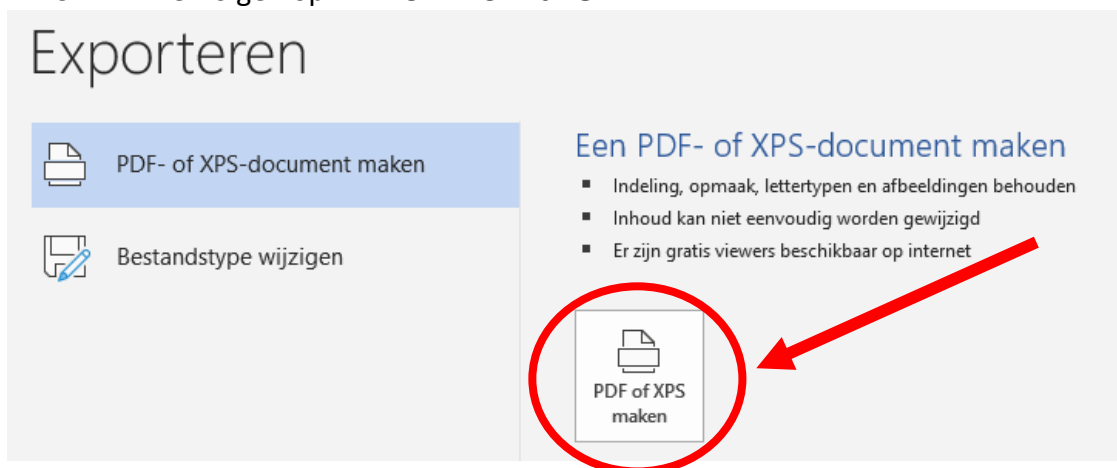 Exporteren
PDF- of XPS-document maken
Bestandstype wijzigen
Een PDF- of XPS-document maken
Indeling, opmaak, lettertypen en afbeeldingen behouden
Inhoud kan niet eenvoudig worden gewijzigd
Er zijn gratis viewers beschikbaar op internet
PDF of XPS
maken